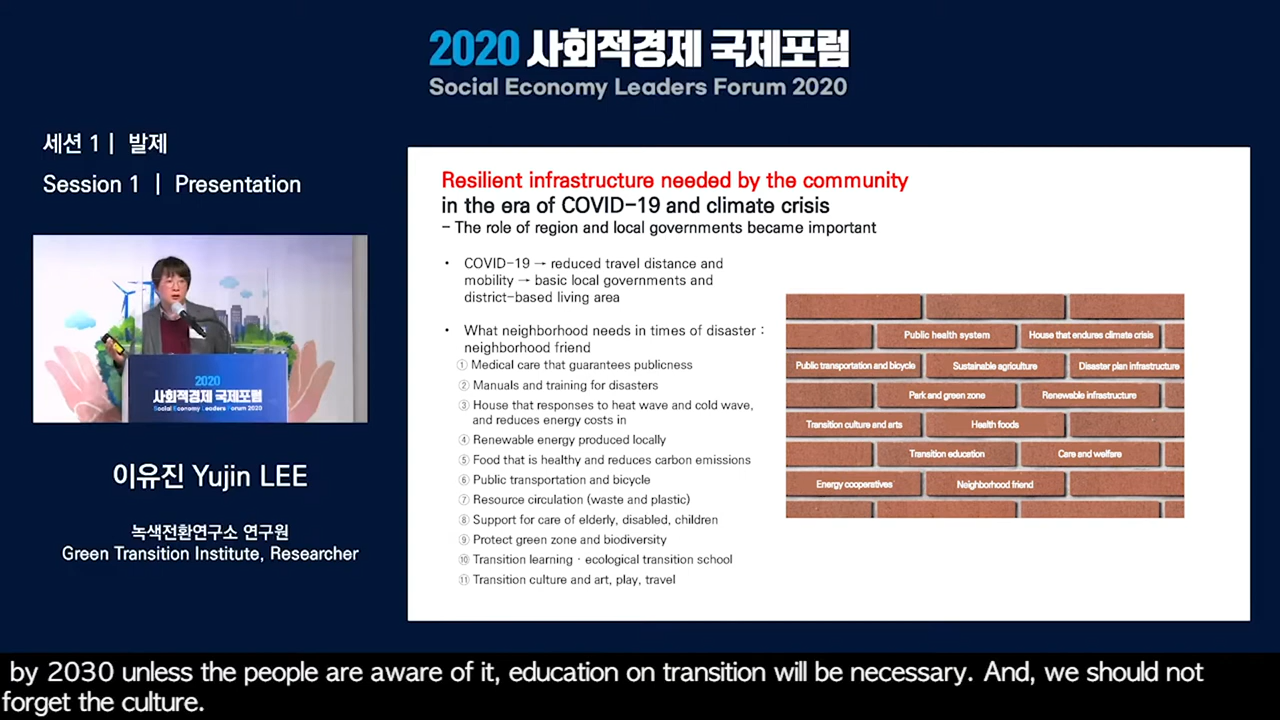 2020 사회적경제 국제포럼
Social Economy Leaders Forum 2020
세션 1 | 발제
Session 1 | Presentation
2020
사회적경제 국제포럼
Social Economy Leaders Forum 2020
이유진 Yujin LEE
녹색전환연구소 연구원
Green Transition Institute, Researcher
Resilient infrastructure needed by the community
in the era of COVID-19 and climate crisis
- The role of region and local governments became important
• COVID-19 → reduced travel distance and
mobility → basic local governments and
district-based living area
• What neighborhood needs in times of disaster :
neighborhood friend
① Medical care that guarantees publicness
② Manuals and training for disasters
③ House that responses to heat wave and cold wave,
and reduces energy costs in
④ Renewable energy produced locally
⑤ Food that is healthy and reduces carbon emissions
⑥ Public transportation and bicycle
⑦ Resource circulation (waste and plastic)
⑧ Support for care of elderly, disabled, children
⑨ Protect green zone and biodiversity
⑩ Transition learning · ecological transition school
⑪ Transition culture and art, play, travel
Public health system House that endures climate crisis
Public transportation and bicycle Sustainable agriculture Disaster plan infrastructure
Park and green zone Renewable infrastructure
Transition culture and arts Health foods
Transition education Care and welfare
Energy cooperatives Neighborhood friend
by 2030 unless the people are aware of it, education on transition will be necessary. And, we should not
forget the culture.